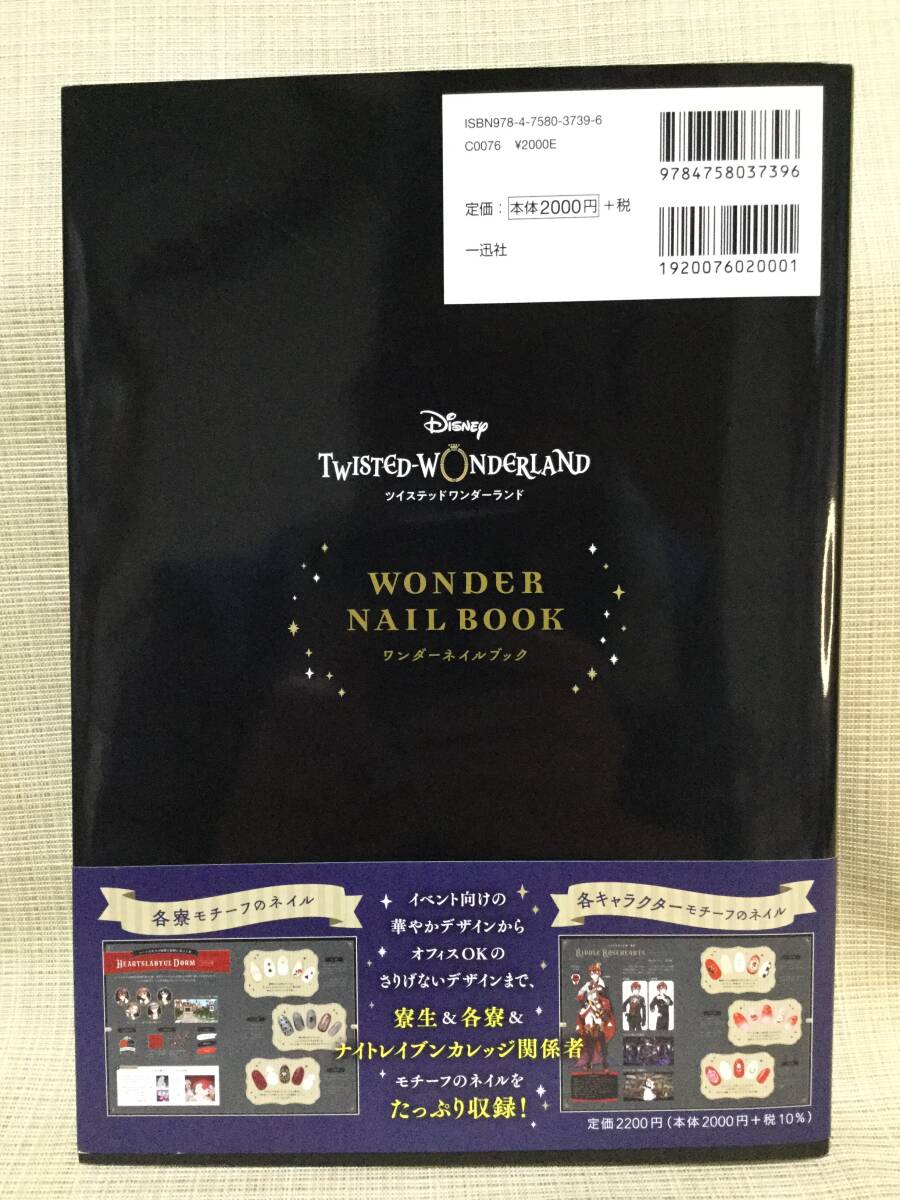 ISBN978-4-7580-3739-6
C0076 ¥2000E
9784758037396
定価：本体2000円＋税
一迅社
1920076020001
Disney
TWISTED-WONDERLAND
ツイステッドワンダーランド
WONDER
NAIL BOOK
ワンダーネイルブック
各寮モチーフのネイル
HEARTSLABYUL DORM
イベント向けの
華やかデザインから
オフィスOKの
さりげないデザインまで、
寮生＆各寮＆
ナイトレイブンカレッジ関係者
モチーフのネイルを
たっぷり収録！
各キャラクターモチーフのネイル
RIDDLE ROSEHEARTS
定価2200円（本体2000円＋税10%）